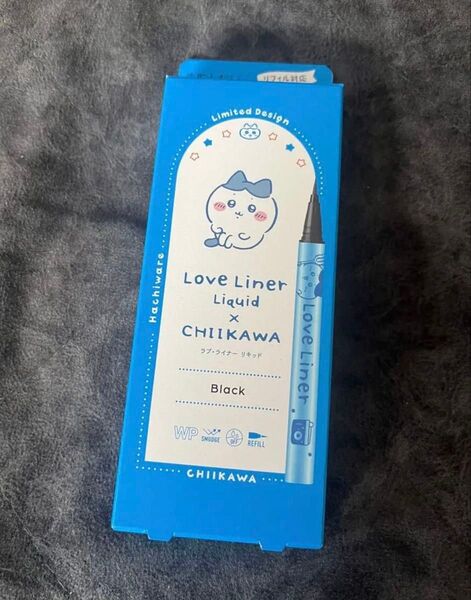 リフィル対応
Limited Design
Hachiware
Love Liner
Liquid
×
CHIIKAWA
ラブ・ライナー リキッド
Black
WP
SMUDGE
OFF
REFILL
CHIIKAWA
Love Liner